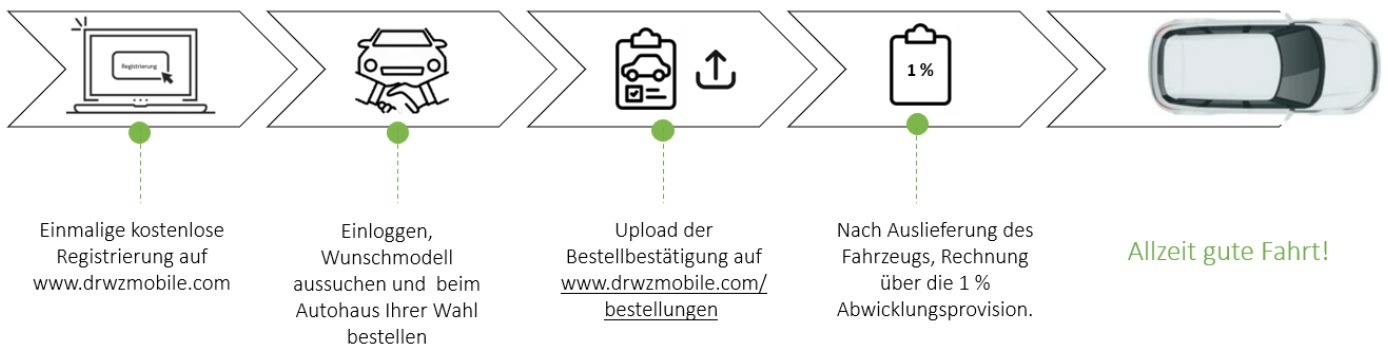 Registrierung
1 %
Einmalige kostenlose
Registrierung auf
www.drwzmobile.com
Einloggen,
Wunschmodell
aussuchen und  beim
Autohaus Ihrer Wahl
bestellen
Upload der
Bestellbestätigung auf
www.drwzmobile.com/
bestellungen
Nach Auslieferung des
Fahrzeugs, Rechnung
über die 1 %
Abwicklungsprovision.
Allzeit gute Fahrt!